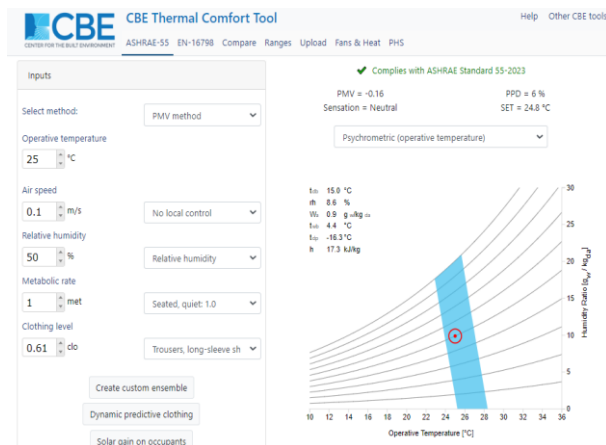 CBE
CENTER FOR THE BUILT ENVIRONMENT
CBE Thermal Comfort Tool
Help Other CBE tools
ASHRAE-55 EN-16798 Compare Ranges Upload Fans & Heat PHS
Inputs
Select method:
PMV method
Operative temperature
25 °C
Air speed
0.1 m/s
No local control
Relative humidity
50 %
Relative humidity
Metabolic rate
1 met
Seated, quiet: 1.0
Clothing level
0.61 clo
Trousers, long-sleeve sh
Create custom ensemble
Dynamic predictive clothing
Solar gain on occupants
Complies with ASHRAE Standard 55-2023
PMV = -0.16
PPD = 6 %
Sensation = Neutral
SET = 24.8 °C
Psychrometric (operative temperature)
15.0 °C
rh 8.6 %
0.9
4.4 °C
-16.3 °C
h 17.3 kJ/kg
30
25
20
15
10
5
0
Humidity Ratio [gw / kgda]
10 12 14 16 18 20 22 24 26 28 30 32 34 36
Operative Temperature [°C]